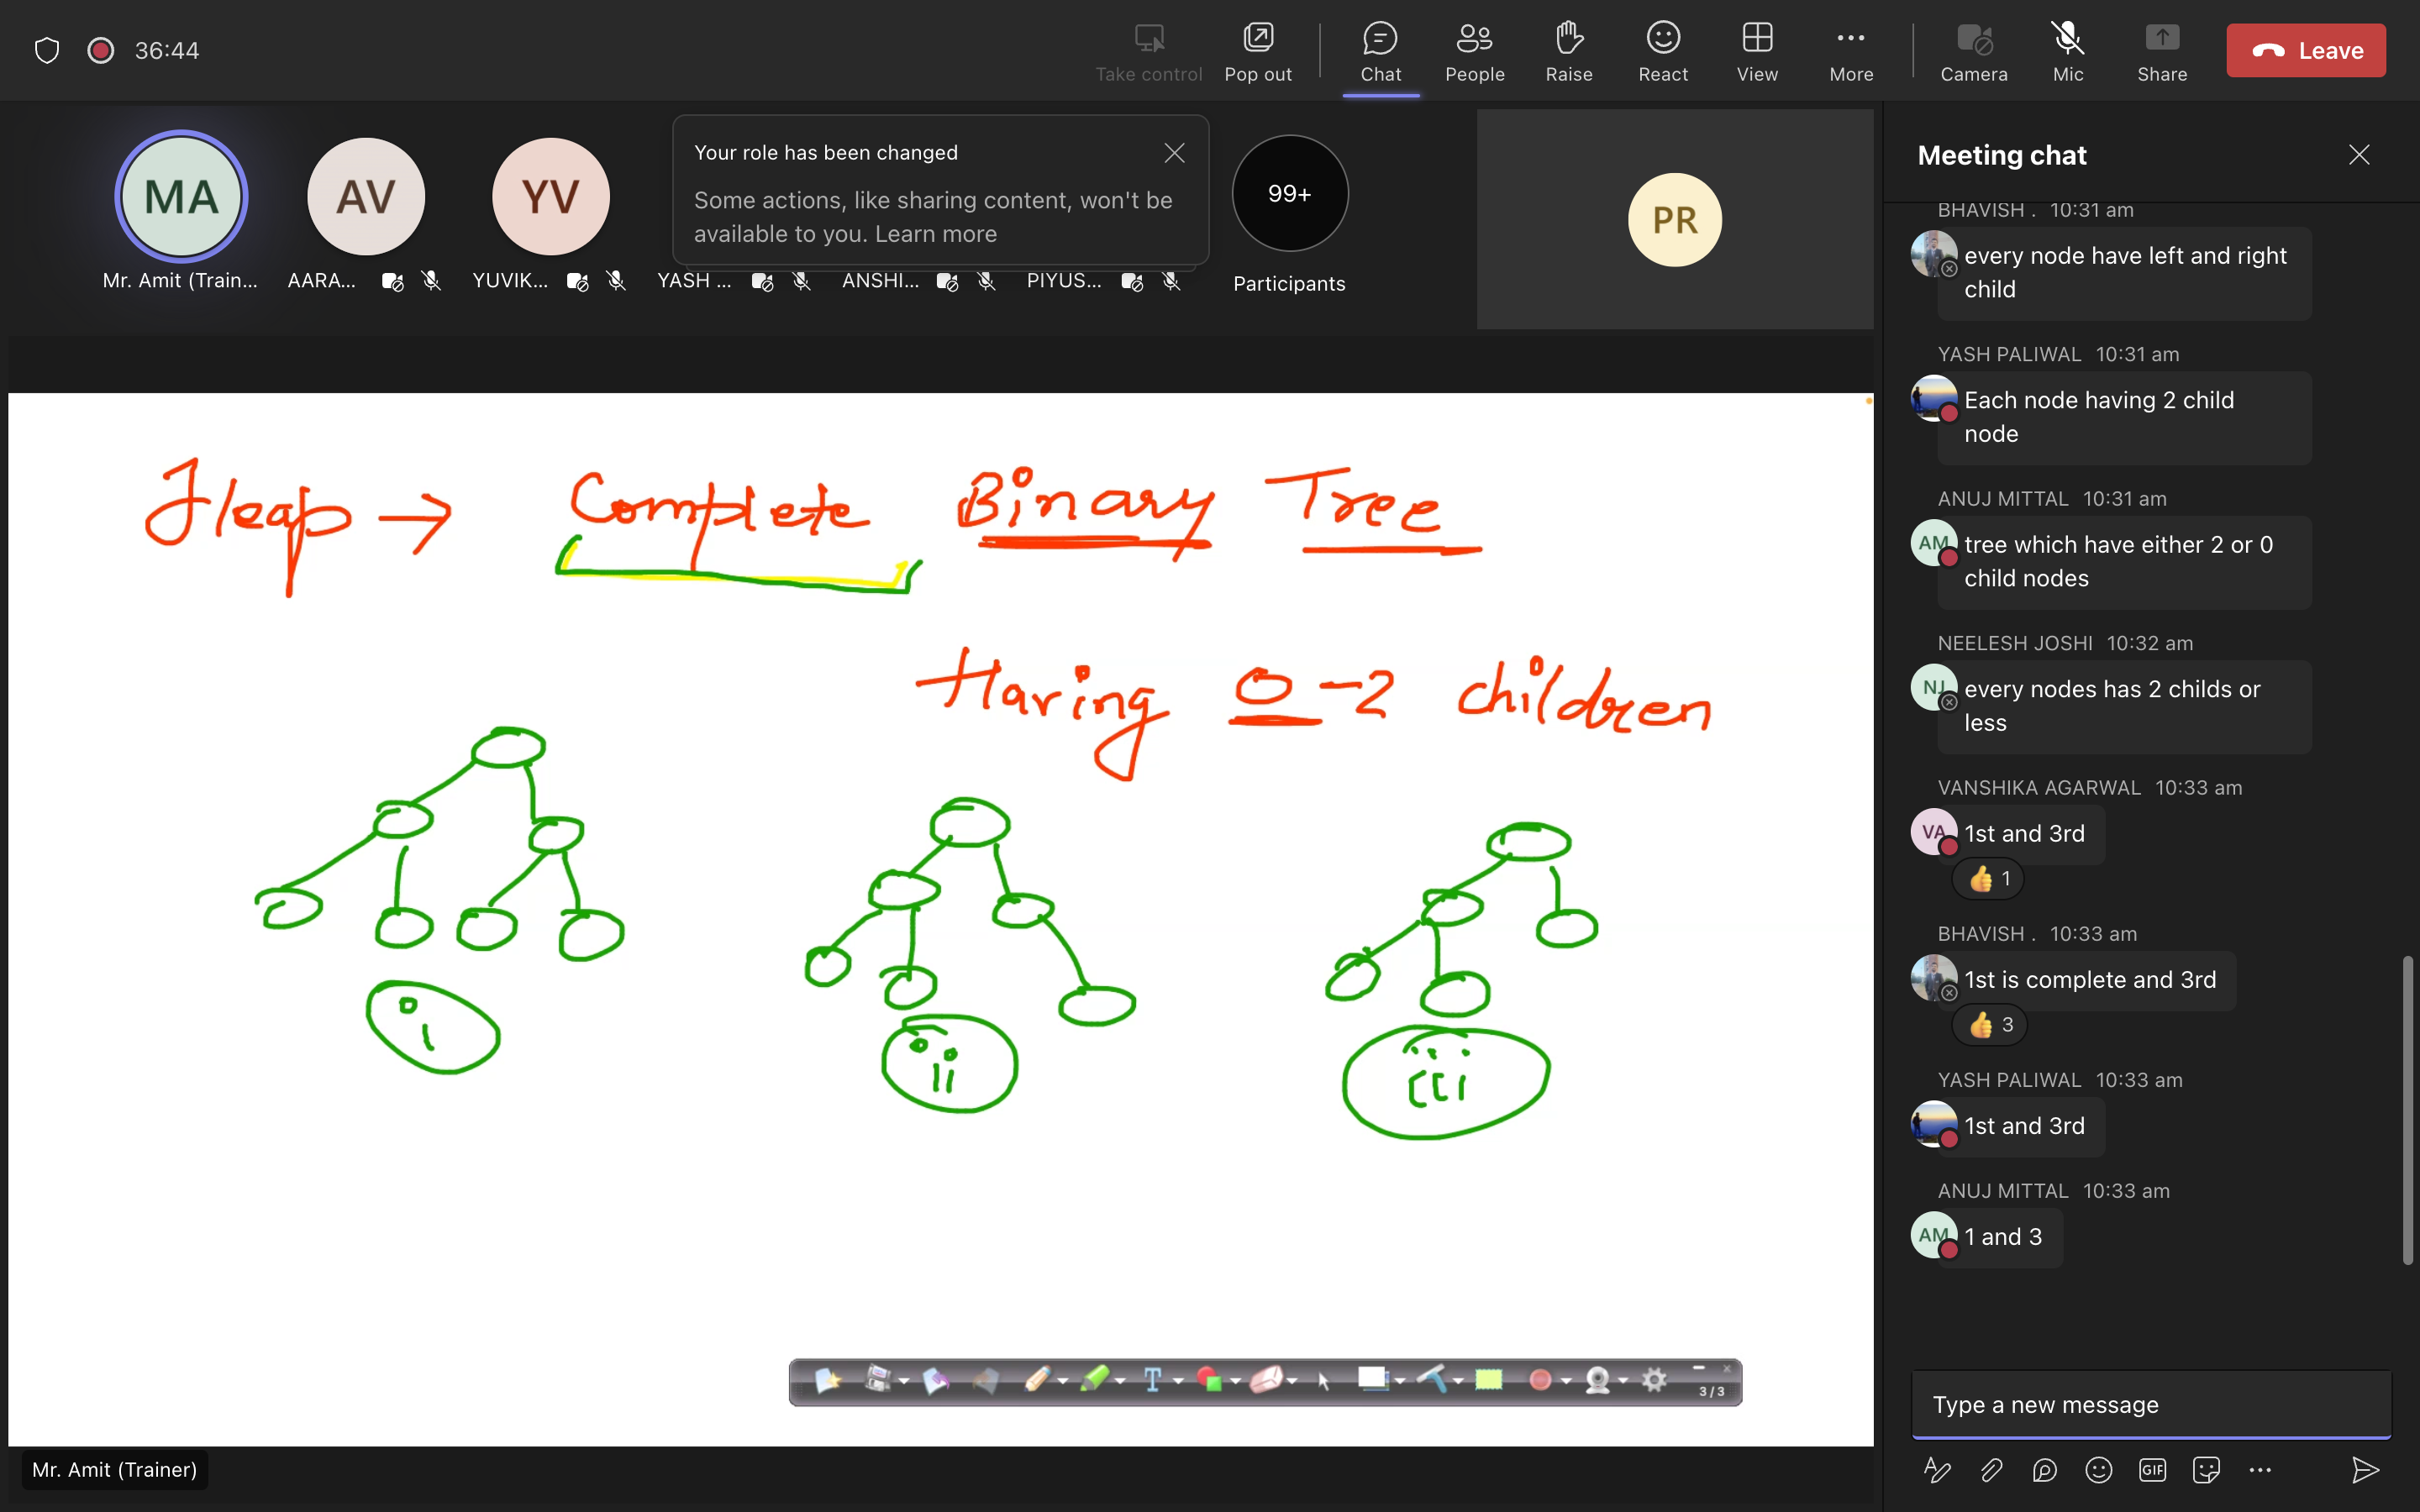 36:44
Take control
Pop out
Chat
People
Raise
React
View
More
Camera
Mic
Share
Leave
MA
AV
YV
Your role has been changed
Some actions, like sharing content, won't be
available to you. Learn more
99+
PR
Mr. Amit (Train...
AARA...
YUVIK...
YASH ...
ANSHI...
PIYUS...
Participants
Heap → Complete Binary Tree
Having 0-2 children
i
ii
iii
T
3/3
Mr. Amit (Trainer)
Meeting chat
BHAVISH . 10:31 am
every node have left and right
child
YASH PALIWAL 10:31 am
Each node having 2 child
node
ANUJ MITTAL 10:31 am
AM
tree which have either 2 or 0
child nodes
NEELESH JOSHI 10:32 am
NJ
every nodes has 2 childs or
less
VANSHIKA AGARWAL 10:33 am
VA
1st and 3rd
👍 1
BHAVISH . 10:33 am
1st is complete and 3rd
👍 3
YASH PALIWAL 10:33 am
1st and 3rd
ANUJ MITTAL 10:33 am
AM
1 and 3
Type a new message
GIF